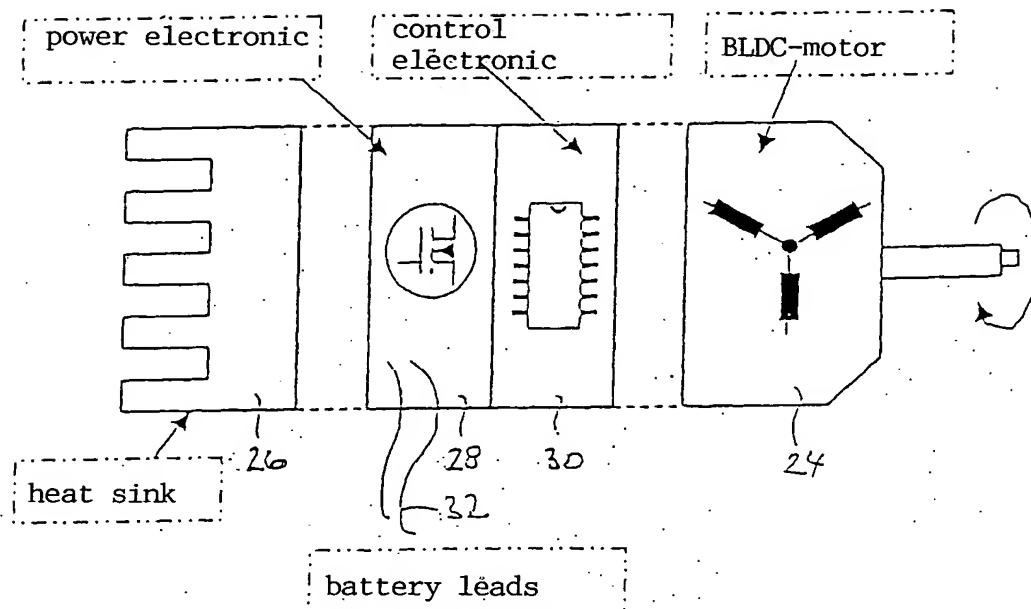 power electronic
control
electronic
BLDC-motor
26
28
30
24
heat sink
32
battery leads